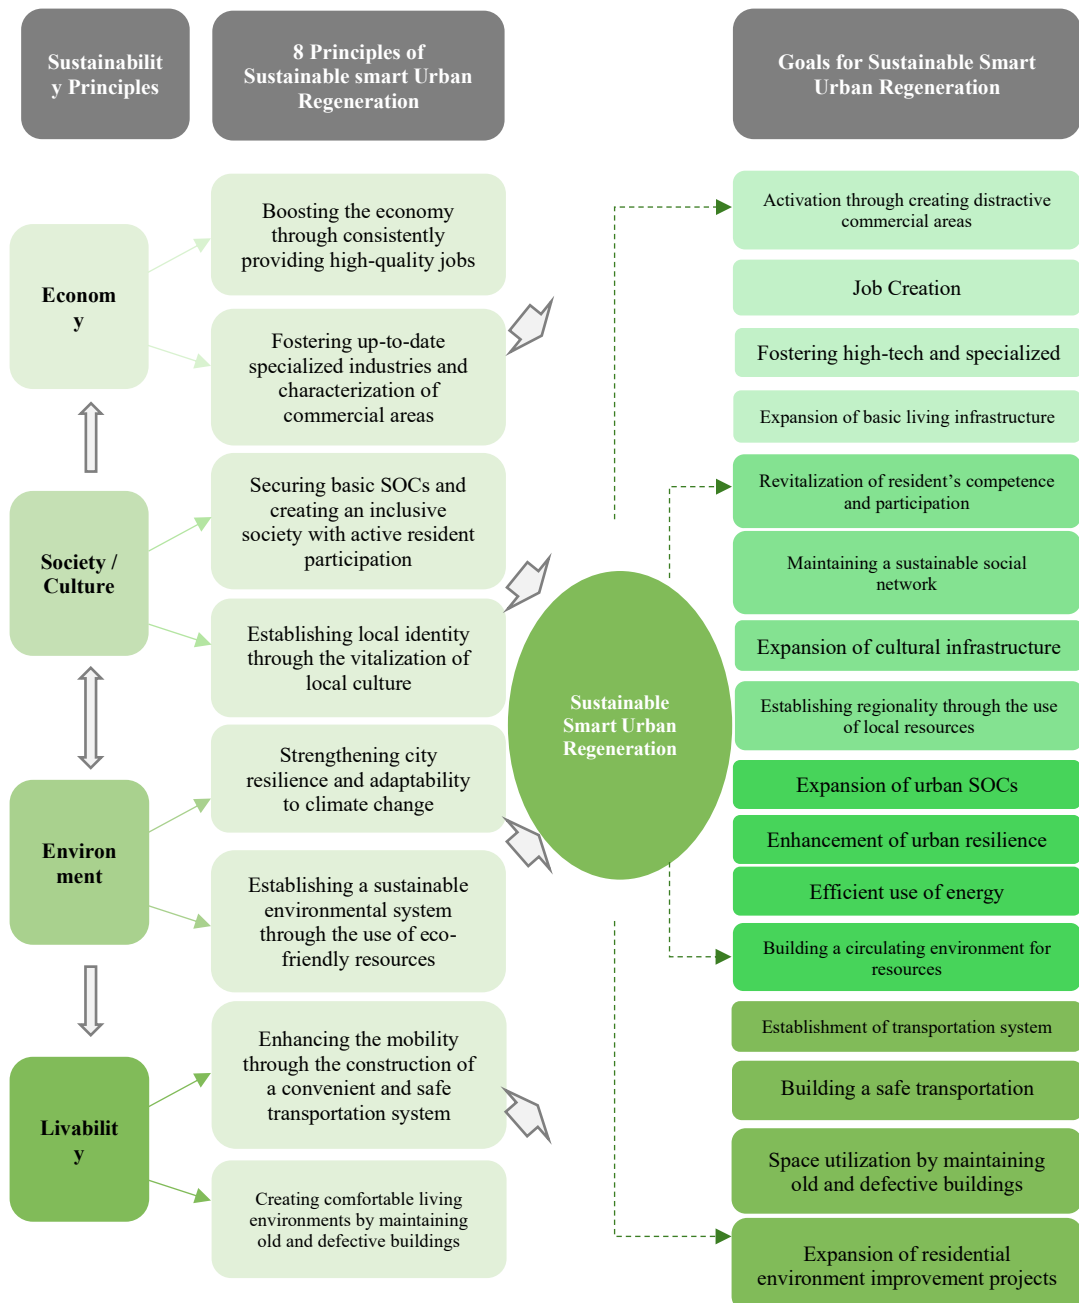 Sustainabilit
y Principles
8 Principles of
Sustainable smart Urban
Regeneration
Goals for Sustainable Smart
Urban Regeneration
Econom
y
Society /
Culture
Environ
ment
Livabilit
y
Boosting the economy
through consistently
providing high-quality jobs
Fostering up-to-date
specialized industries and
characterization of
commercial areas
Securing basic SOCs and
creating an inclusive
society with active resident
participation
Establishing local identity
through the vitalization of
local culture
Strengthening city
resilience and adaptability
to climate change
Establishing a sustainable
environmental system
through the use of eco-
friendly resources
Enhancing the mobility
through the construction of
a convenient and safe
transportation system
Creating comfortable living
environments by maintaining
old and defective buildings
Sustainable
Smart Urban
Regeneration
Activation through creating distractive
commercial areas
Job Creation
Fostering high-tech and specialized
Expansion of basic living infrastructure
Revitalization of resident’s competence
and participation
Maintaining a sustainable social
network
Expansion of cultural infrastructure
Establishing regionality through the use
of local resources
Expansion of urban SOCs
Enhancement of urban resilience
Efficient use of energy
Building a circulating environment for
resources
Establishment of transportation system
Building a safe transportation
Space utilization by maintaining
old and defective buildings
Expansion of residential
environment improvement projects